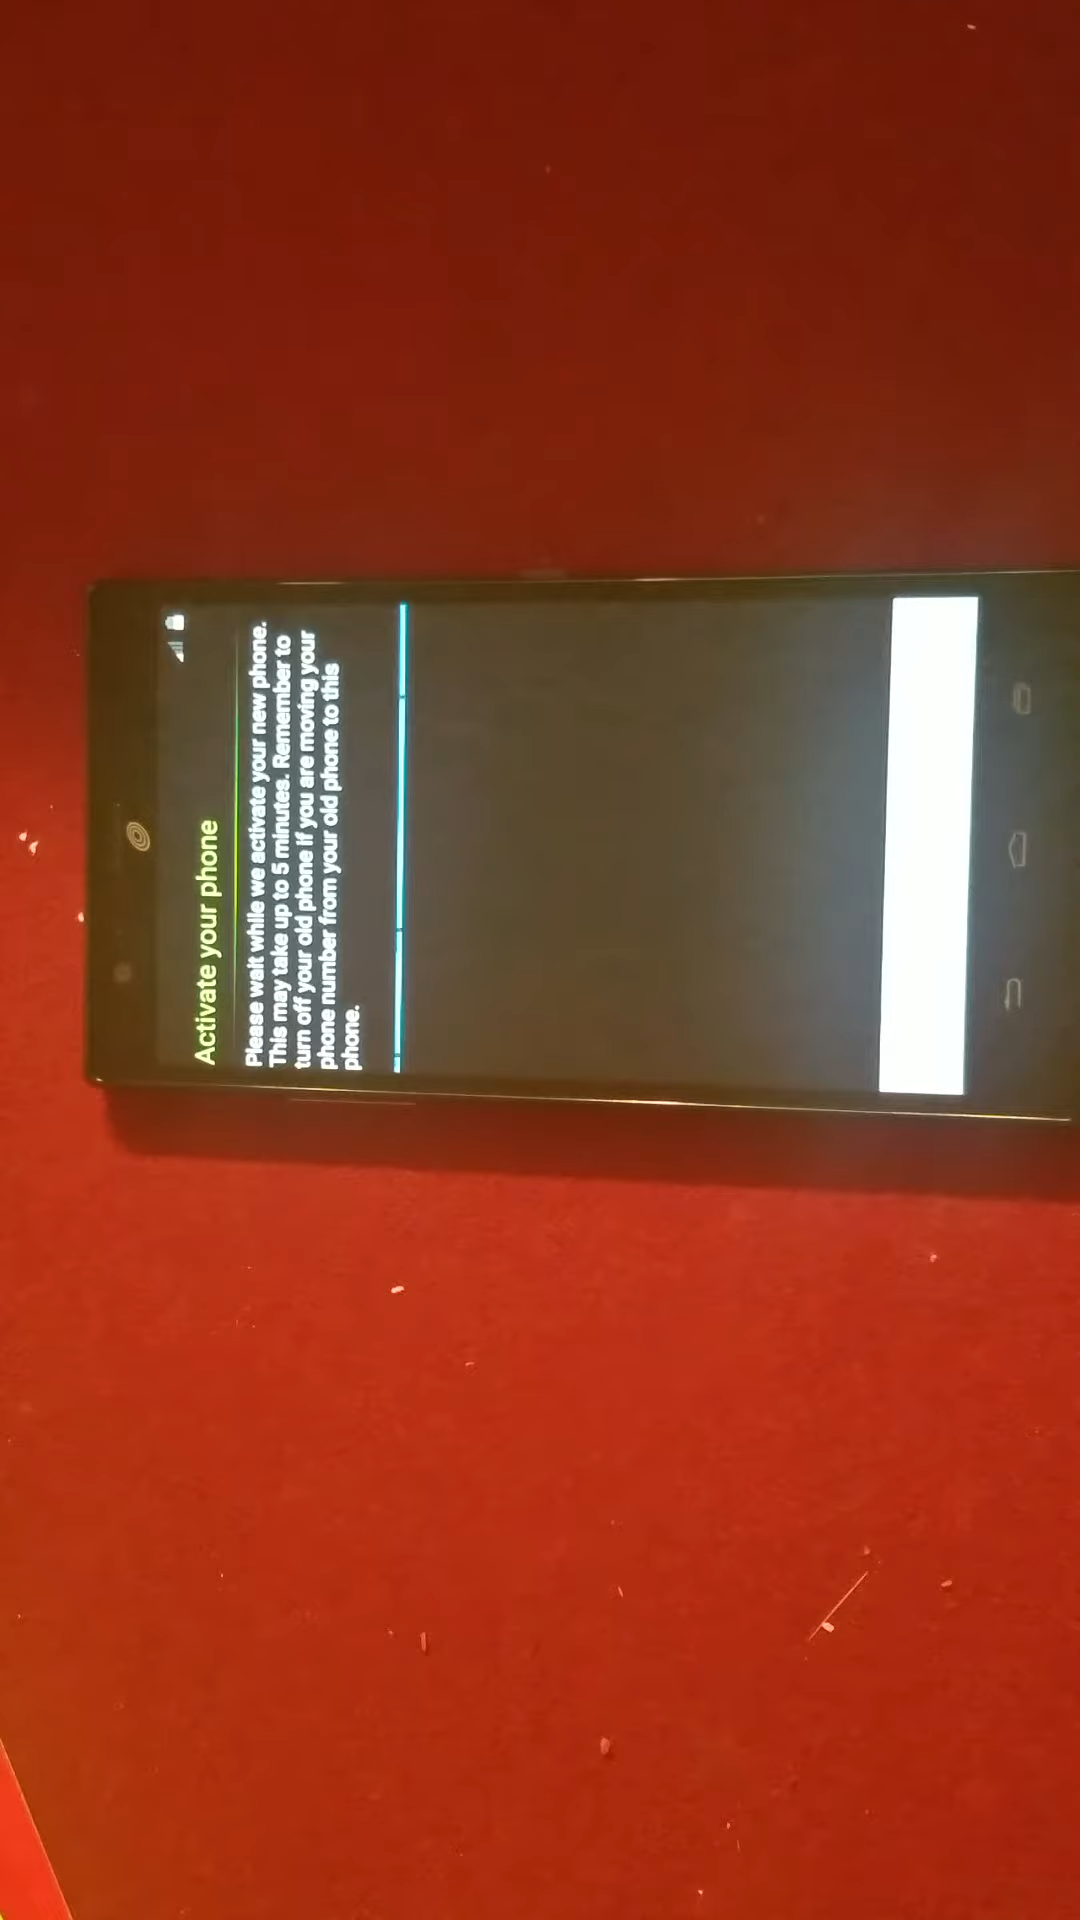 Activate your phone
Please wait while we activate your new phone.
This may take up to 5 minutes. Remember to
turn off your old phone if you are moving your
phone number from your old phone to this
phone.